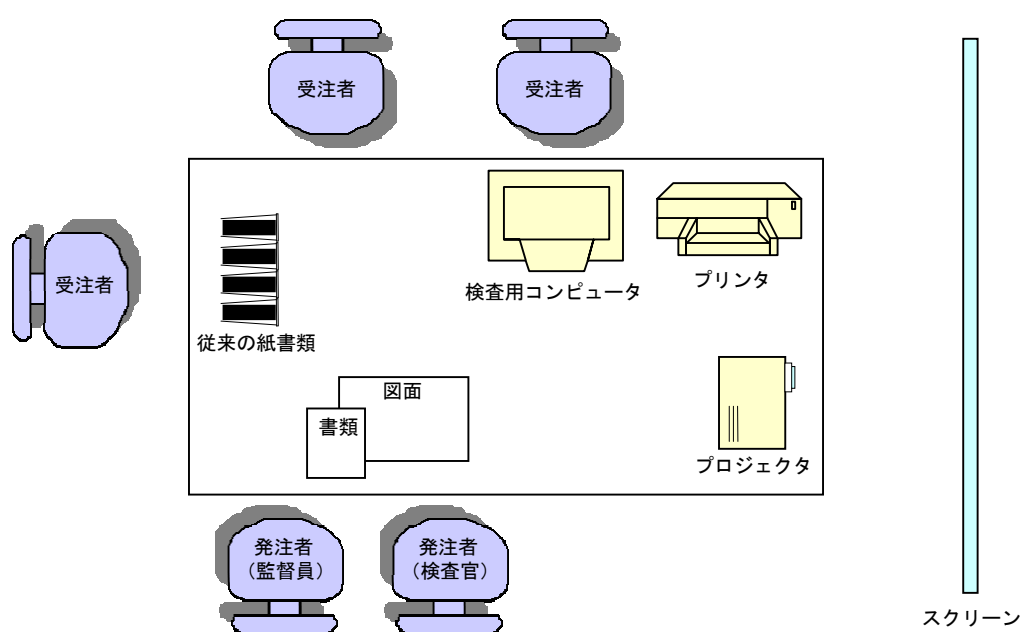 受注者
受注者
受注者
従来の紙書類
検査用コンピュータ
プリンタ
図面
書類
プロジェクタ
発注者
（監督員）
発注者
（検査官）
スクリーン